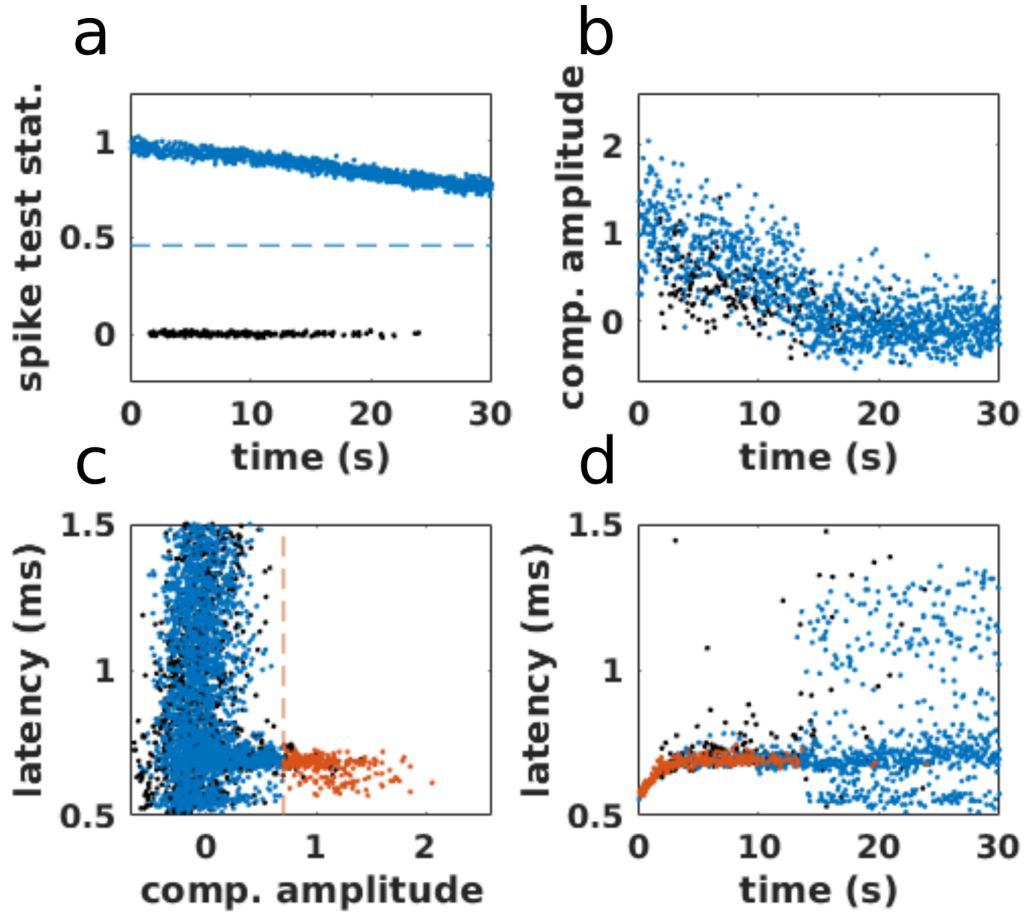 a
spike test stat.
1
0.5
0
0 10 20 30
time (s)
b
comp. amplitude
2
1
0
0 10 20 30
time (s)
c
latency (ms)
1.5
1
0.5
0 1 2
comp. amplitude
d
latency (ms)
1.5
1
0.5
0 10 20 30
time (s)